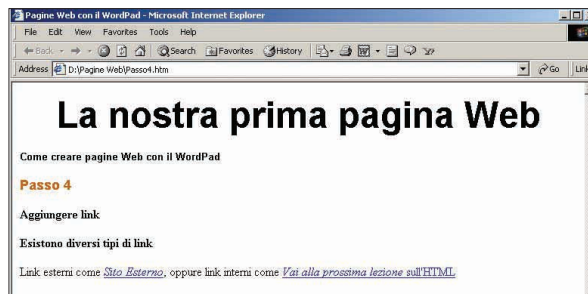 Pagine Web con il WordPad - Microsoft Internet Explorer
File Edit View Favorites Tools Help
Back Search Favorites History
Address D:\Pagine Web\Passo4.htm Go Link
La nostra prima pagina Web
Come creare pagine Web con il WordPad
Passo 4
Aggiungere link
Esistono diversi tipi di link
Link esterni come Sito Esterno, oppure link interni come Vai alla prossima lezione sull'HTML